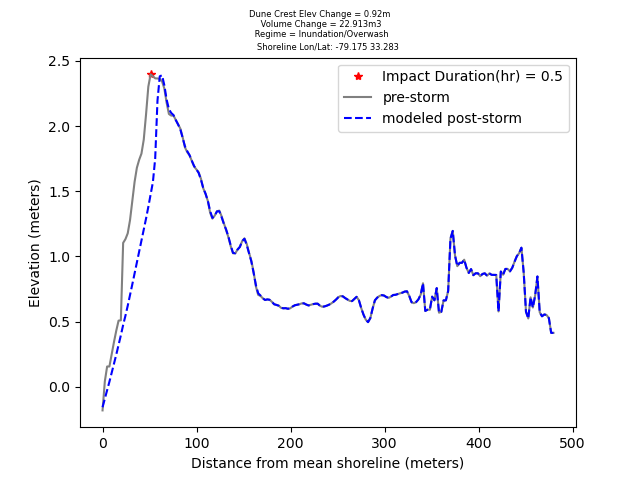 Dune Crest Elev Change = 0.92m
Volume Change = 22.913m3
Regime = Inundation/Overwash
Shoreline Lon/Lat: -79.175 33.283
Impact Duration(hr) = 0.5
pre-storm
modeled post-storm
Elevation (meters)
2.5
2.0
1.5
1.0
0.5
0.0
0
100
200
300
400
500
Distance from mean shoreline (meters)